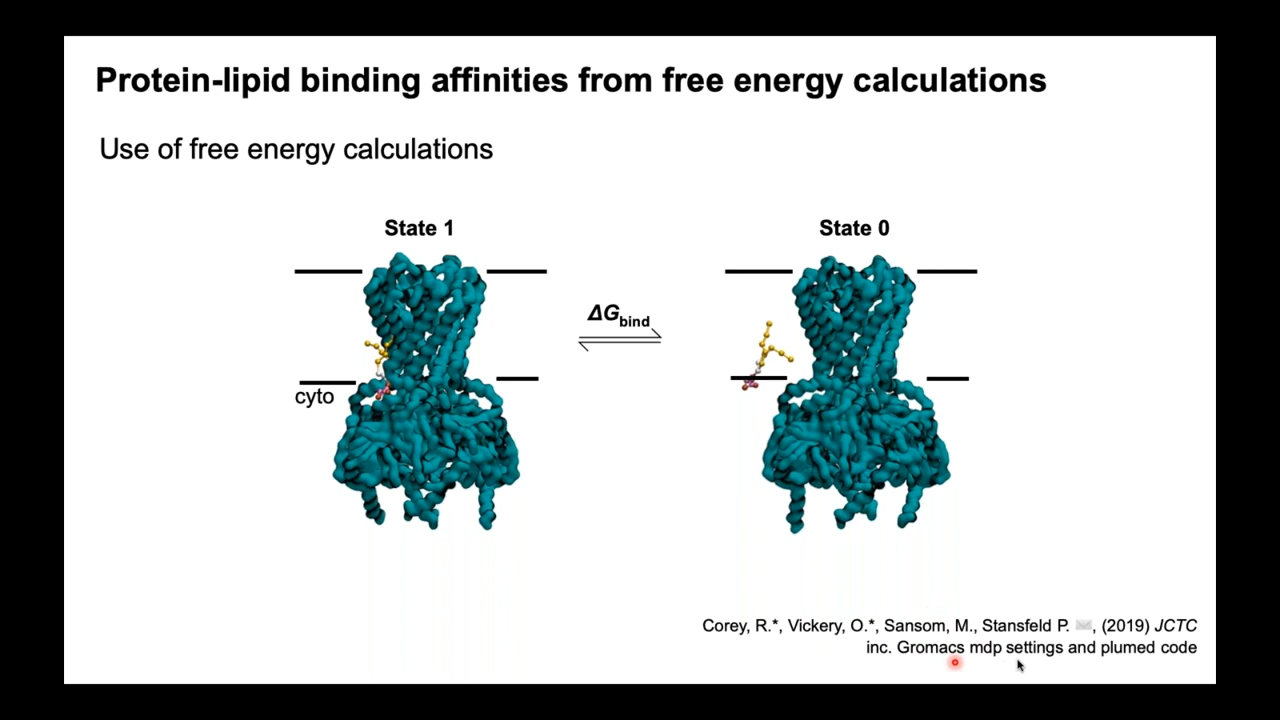 Protein-lipid binding affinities from free energy calculations
Use of free energy calculations
State 1
State 0
ΔGbind
cyto
Corey, R.*, Vickery, O.*, Sansom, M., Stansfeld P. ✉, (2019) JCTC
inc. Gromacs mdp settings and plumed code